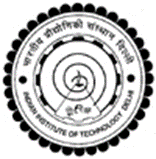 भारतीय प्रौद्योगिकी संस्थान दिल्ली
INDIAN INSTITUTE OF TECHNOLOGY DELHI